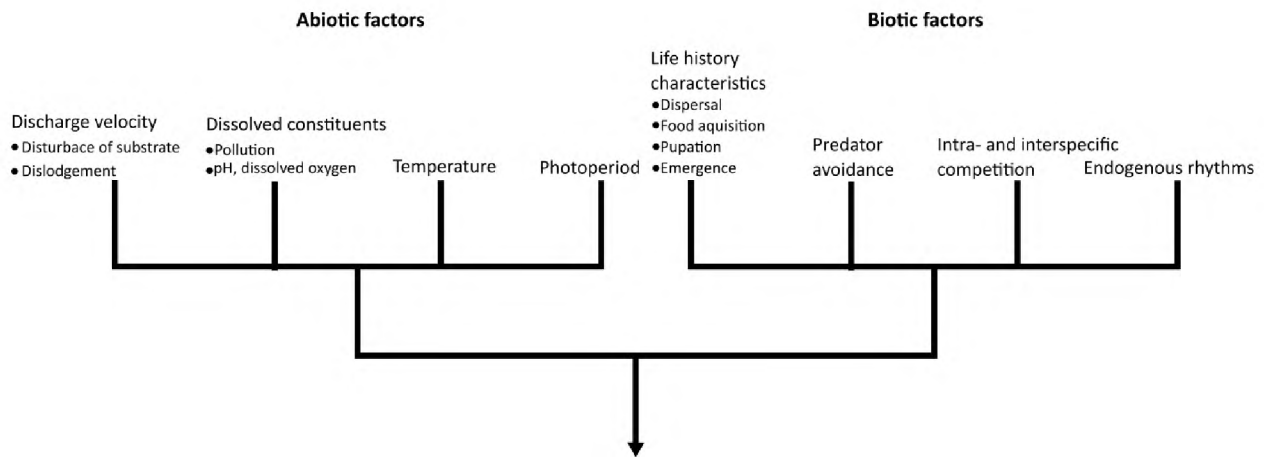 Abiotic factors
Biotic factors
Discharge velocity
●Disturbace of substrate
●Dislodgement
Dissolved constituents
●Pollution
●pH, dissolved oxygen
Temperature
Photoperiod
Life history
characteristics
●Dispersal
●Food aquisition
●Pupation
●Emergence
Predator
avoidance
Intra- and interspecific
competition
Endogenous rhythms